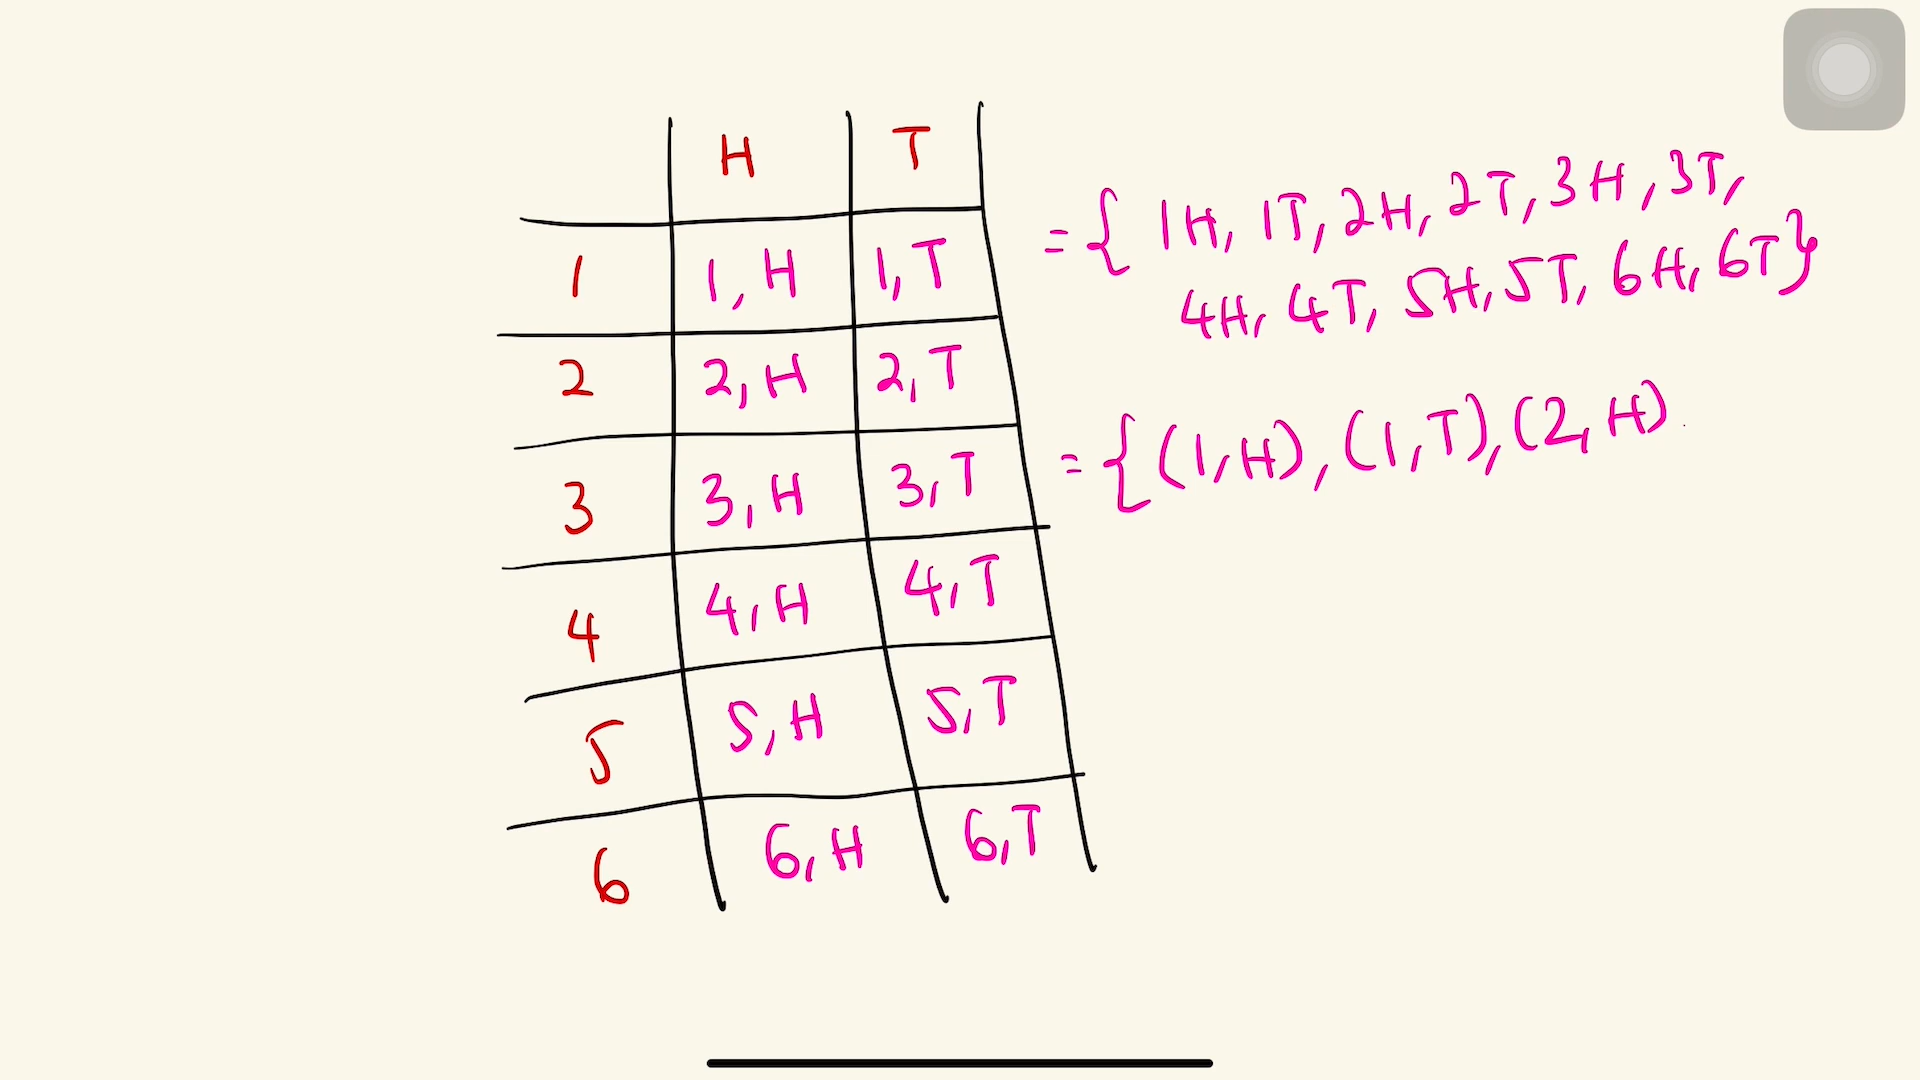 H T
1 1, H 1, T
2 2, H 2, T
3 3, H 3, T
4 4, H 4, T
5 5, H 5, T
6 6, H 6, T
= { 1H, 1T, 2H, 2T, 3H, 3T,
4H, 4T, 5H, 5T, 6H, 6T }
= { (1, H), (1, T), (2, H)